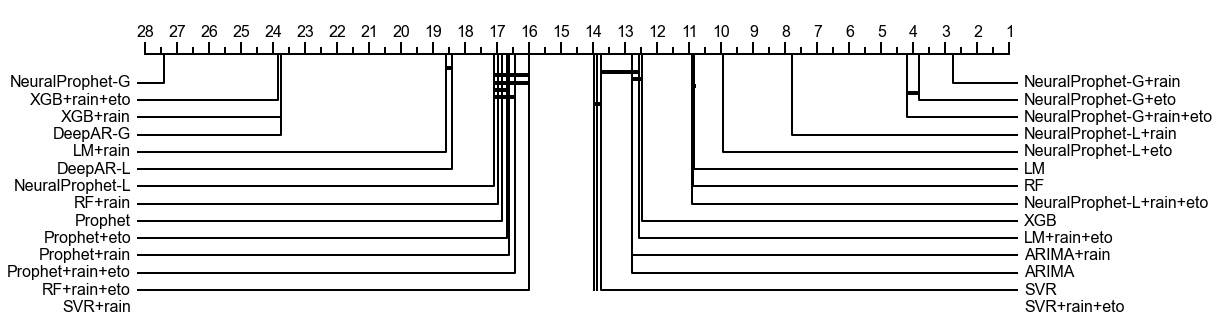 28 27 26 25 24 23 22 21 20 19 18 17 16 15 14 13 12 11 10 9 8 7 6 5 4 3 2 1
NeuralProphet-G
XGB+rain+eto
XGB+rain
DeepAR-G
LM+rain
DeepAR-L
NeuralProphet-L
RF+rain
Prophet
Prophet+eto
Prophet+rain
Prophet+rain+eto
RF+rain+eto
SVR+rain
NeuralProphet-G+rain
NeuralProphet-G+eto
NeuralProphet-G+rain+eto
NeuralProphet-L+rain
NeuralProphet-L+eto
LM
RF
NeuralProphet-L+rain+eto
XGB
LM+rain+eto
ARIMA+rain
ARIMA
SVR
SVR+rain+eto